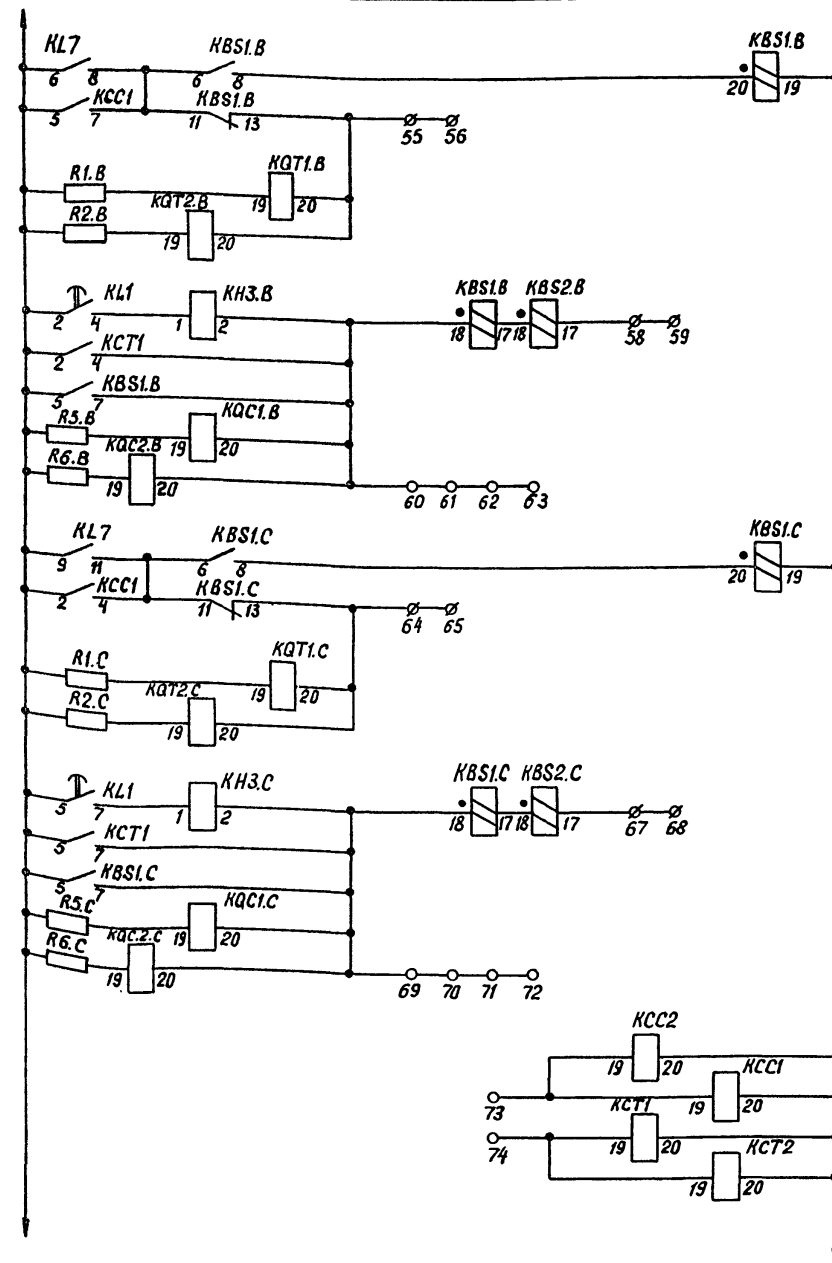 KL7 KBS1.B KBS1.B
6 8 6 8 20 19
KCC1 KBS1.B
5 7 11 13 55 56
R1.B KQT1.B
19 20
R2.B KQT2.B
19 20
KL1 KH3.B KBS1.B KBS2.B
2 4 1 2 18 17 18 17 58 59
KCT1
2 4
KBS1.B
5 7
R5.B KQC1.B
19 20
R6.B KQC2.B
19 20 60 61 62 63
KL7 KBS1.C KBS1.C
9 11 6 8 20 19
KCC1 KBS1.C
2 4 11 13 64 65
R1.C KQT1.C
19 20
R2.C KQT2.C
19 20
KL1 KH3.C KBS1.C KBS2.C
5 7 1 2 18 17 18 17 67 68
KCT1
5 7
KBS1.C
5 7
R5.C KQC1.C
19 20
R6.C KQC.2.C
19 20 69 70 71 72
KCC2
19 20
KCC1
73 19 20
KCT1
74 19 20
KCT2
19 20